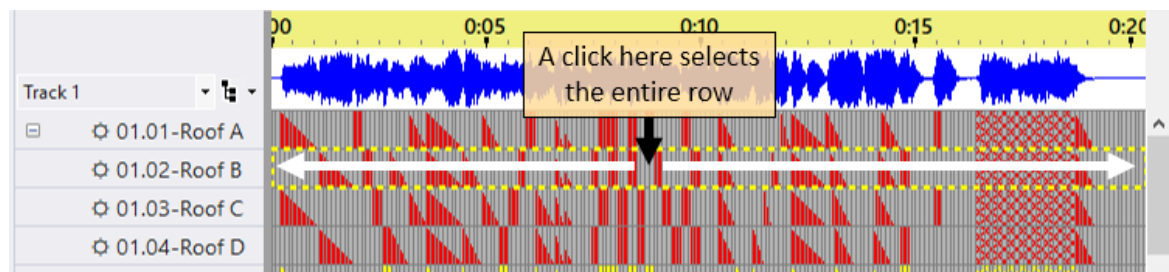 00 0:05 0:10 0:15 0:20
A click here selects
the entire row
Track 1
01.01-Roof A
01.02-Roof B
01.03-Roof C
01.04-Roof D